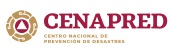 CENAPRED
CENTRO NACIONAL DE
PREVENCIÓN DE DESASTRES